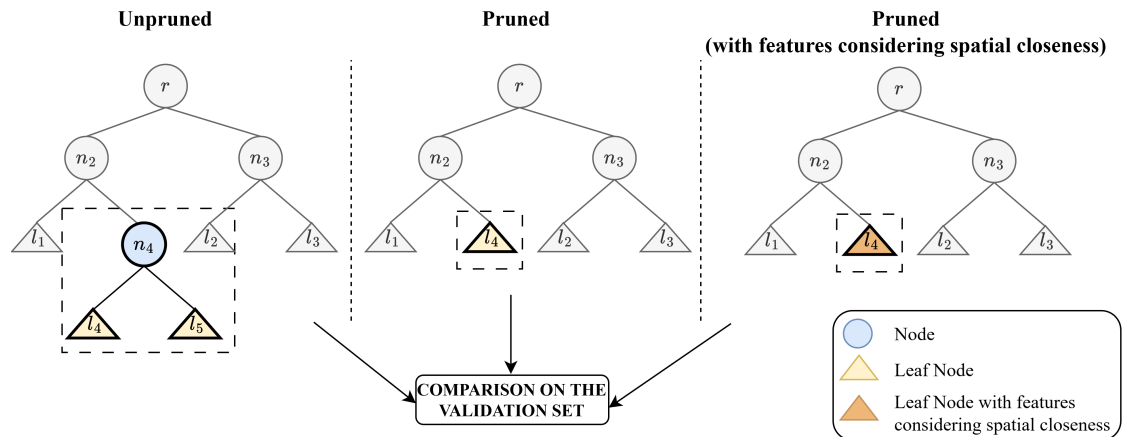 Unpruned
r
n2
n3
l1
n4
l2
l3
l4
l5
Pruned
r
n2
n3
l1
l4
l2
l3
Pruned
(with features considering spatial closeness)
r
n2
n3
l1
l4
l2
l3
COMPARISON ON THE
VALIDATION SET
Node
Leaf Node
Leaf Node with features
considering spatial closeness